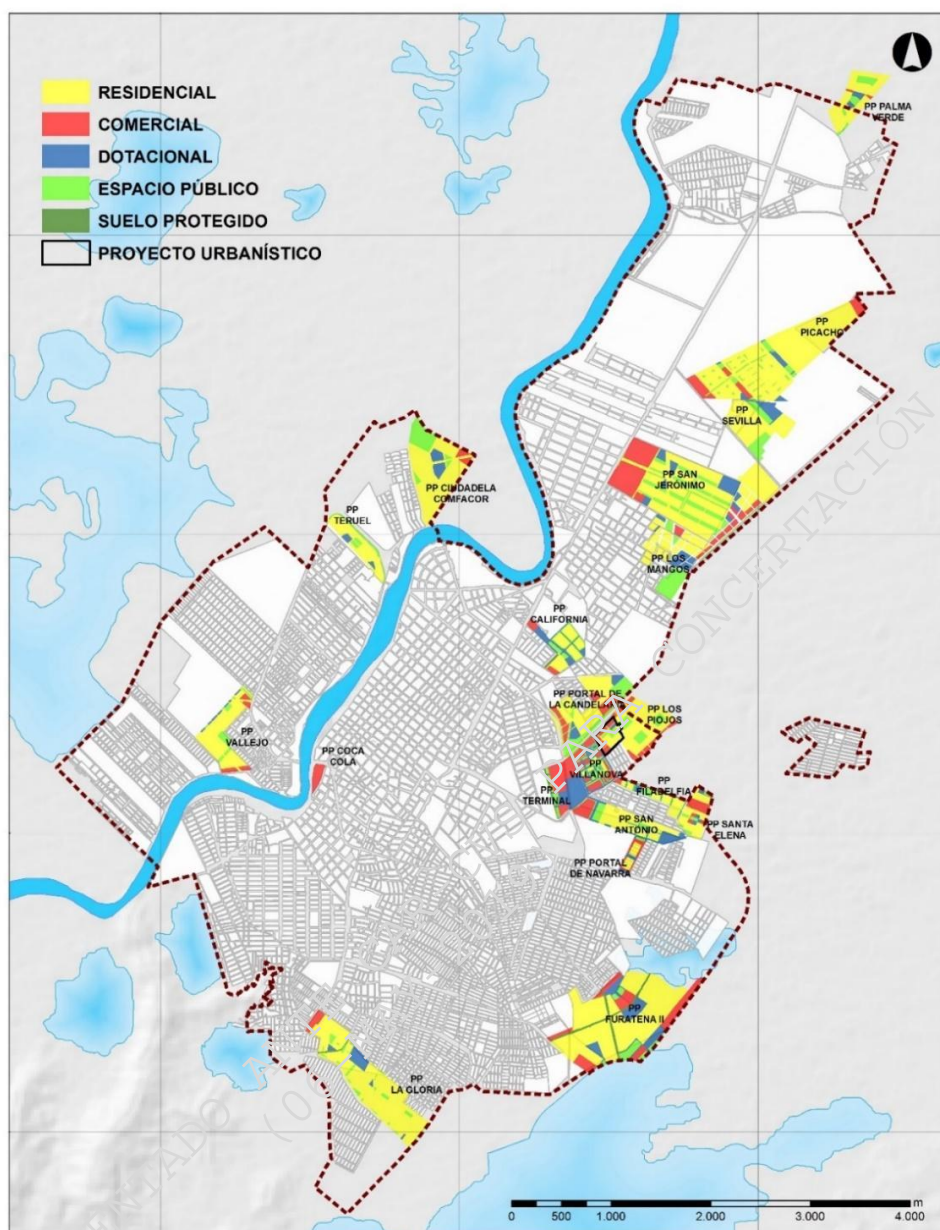 RESIDENCIAL
COMERCIAL
DOTACIONAL
ESPACIO PÚBLICO
SUELO PROTEGIDO
PROYECTO URBANÍSTICO
PP PALMA
VERDE
PP
PICACHO
PP
SEVILLA
PP SAN
JERÓNIMO
PP CIUDADELA
COMFACOR
PP
TERUEL
PP LOS
MANGOS
PP
CALIFORNIA
PP PORTAL DE
LA CANDELARIA
PP LOS
PIOJOS
PP
VALLEJO
PP COCA
COLA
PP
VILLANOVA
PP
TERMINAL
PP
FILADELFIA
PP SAN
ANTONIO
PP SANTA
ELENA
PP PORTAL
DE NAVARRA
PP
FURATENA II
PP
LA GLORIA
PARA CONCERTACIÓN
m
0 500 1.000 2.000 3.000 4.000